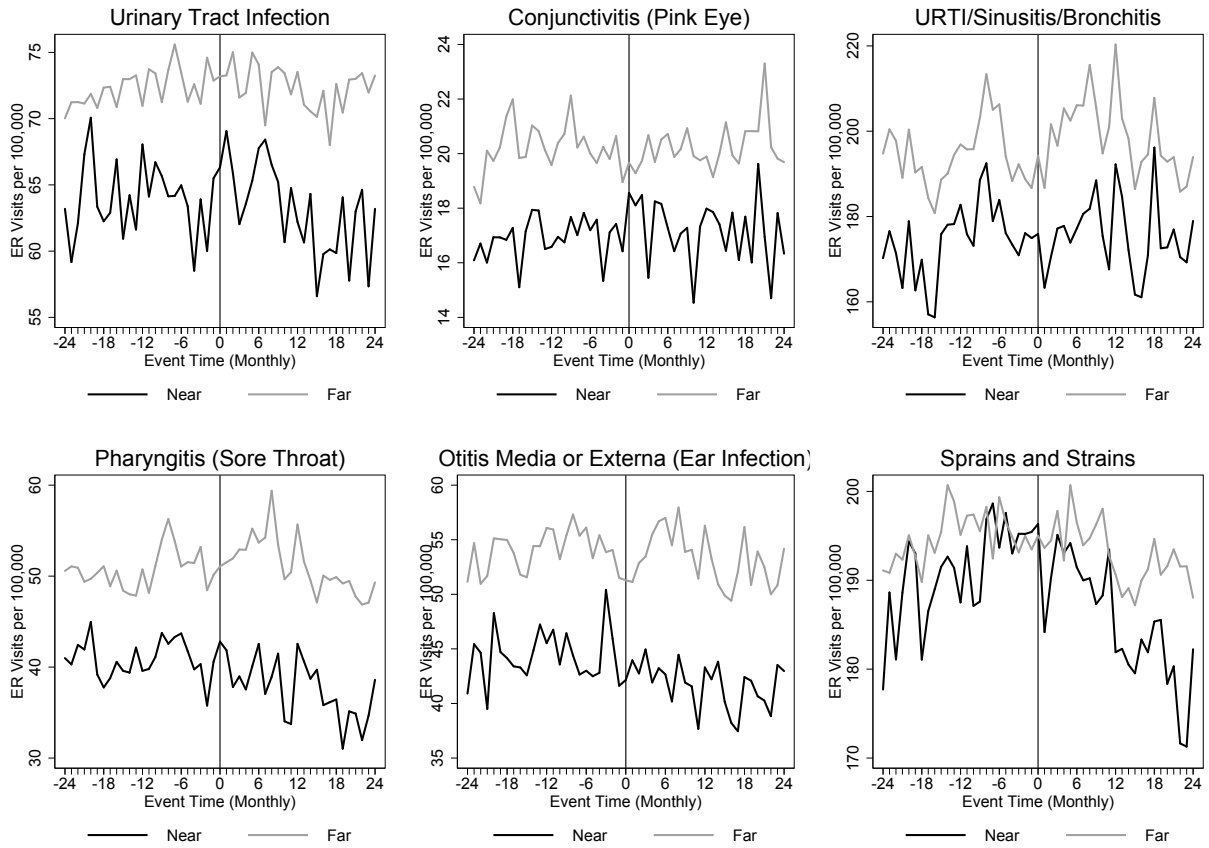 Urinary Tract Infection
ER Visits per 100,000
75
70
65
60
55
-24 -18 -12 -6 0 6 12 18 24
Event Time (Monthly)
Near Far
Conjunctivitis (Pink Eye)
ER Visits per 100,000
24
22
20
18
16
14
-24 -18 -12 -6 0 6 12 18 24
Event Time (Monthly)
Near Far
URTI/Sinusitis/Bronchitis
ER Visits per 100,000
220
200
180
160
-24 -18 -12 -6 0 6 12 18 24
Event Time (Monthly)
Near Far
Pharyngitis (Sore Throat)
ER Visits per 100,000
60
50
40
30
-24 -18 -12 -6 0 6 12 18 24
Event Time (Monthly)
Near Far
Otitis Media or Externa (Ear Infection)
ER Visits per 100,000
60
55
50
45
40
35
-24 -18 -12 -6 0 6 12 18 24
Event Time (Monthly)
Near Far
Sprains and Strains
ER Visits per 100,000
200
190
180
170
-24 -18 -12 -6 0 6 12 18 24
Event Time (Monthly)
Near Far